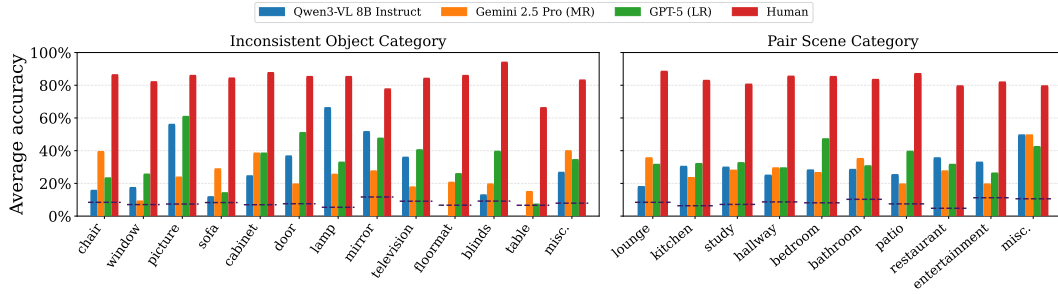 Qwen3-VL 8B Instruct Gemini 2.5 Pro (MR) GPT-5 (LR) Human
Inconsistent Object Category
Pair Scene Category
Average accuracy
100%
80%
60%
40%
20%
0%
chair
window
picture
sofa
cabinet
door
lamp
mirror
television
floormat
blinds
table
misc.
lounge
kitchen
study
hallway
bedroom
bathroom
patio
restaurant
entertainment
misc.